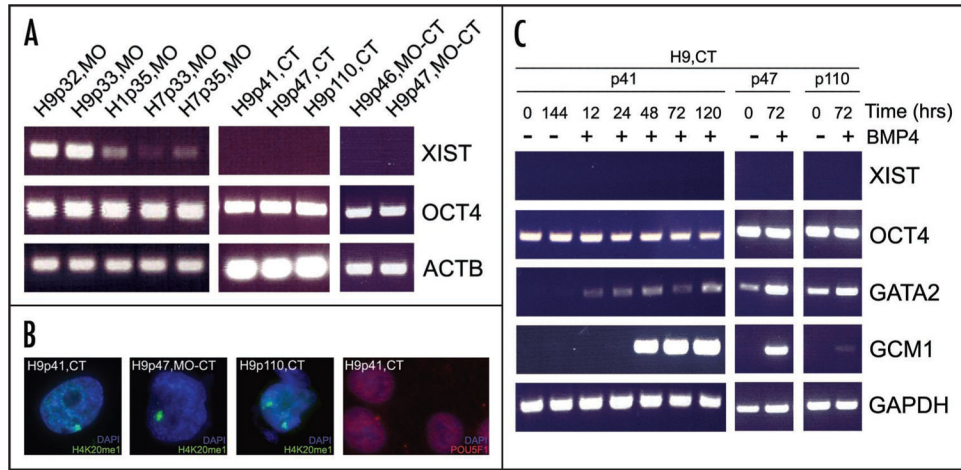 A
H9p32,MO
H9p33,MO
H1p35,MO
H7p33,MO
H7p35,MO
H9p41,CT
H9p47,CT
H9p110,CT
H9p46,MO-CT
H9p47,MO-CT
XIST
OCT4
ACTB
B
H9p41,CT
DAPI
H4K20me1
H9p47,MO-CT
DAPI
H4K20me1
H9p110,CT
DAPI
H4K20me1
H9p41,CT
DAPI
POU5F1
C
H9,CT
p41 p47 p110
0 144 12 24 48 72 120 0 72 0 72 Time (hrs)
- - + + + + + - + - + BMP4
XIST
OCT4
GATA2
GCM1
GAPDH